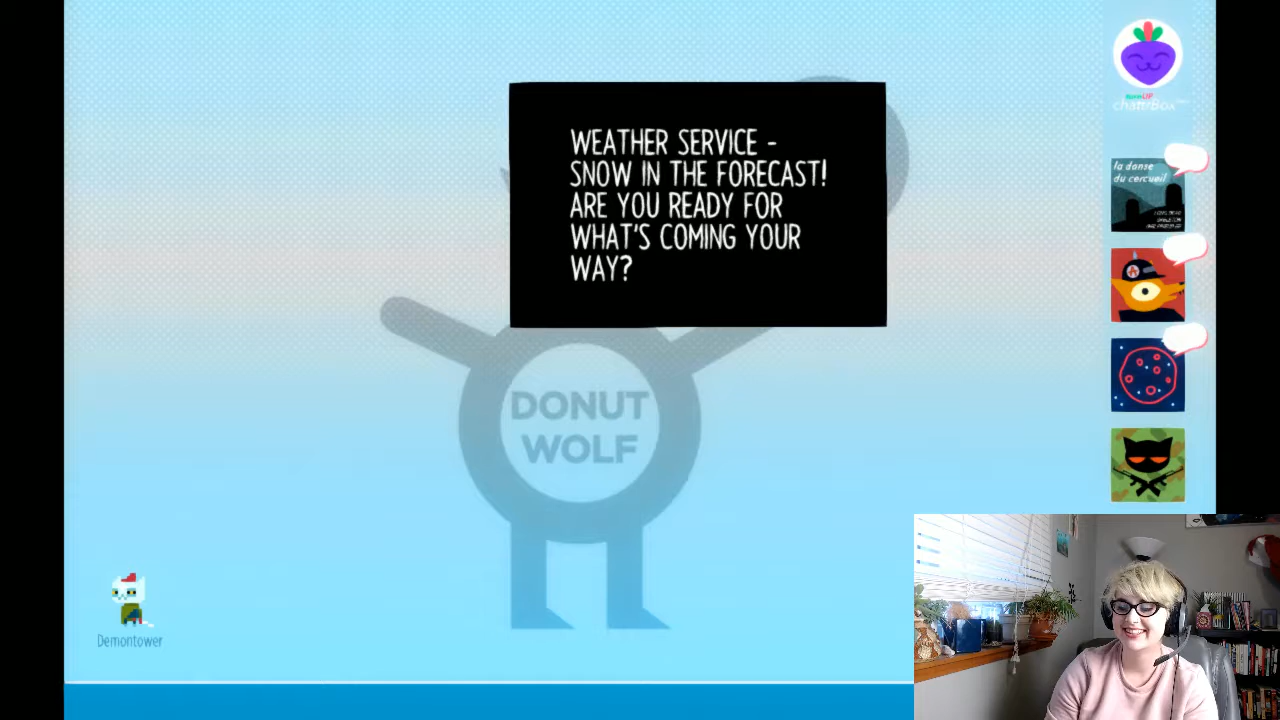 WEATHER SERVICE -
SNOW IN THE FORECAST!
ARE YOU READY FOR
WHAT'S COMING YOUR
WAY?
chattrBox
la danse
du cercueil
DONUT
WOLF
Demontower